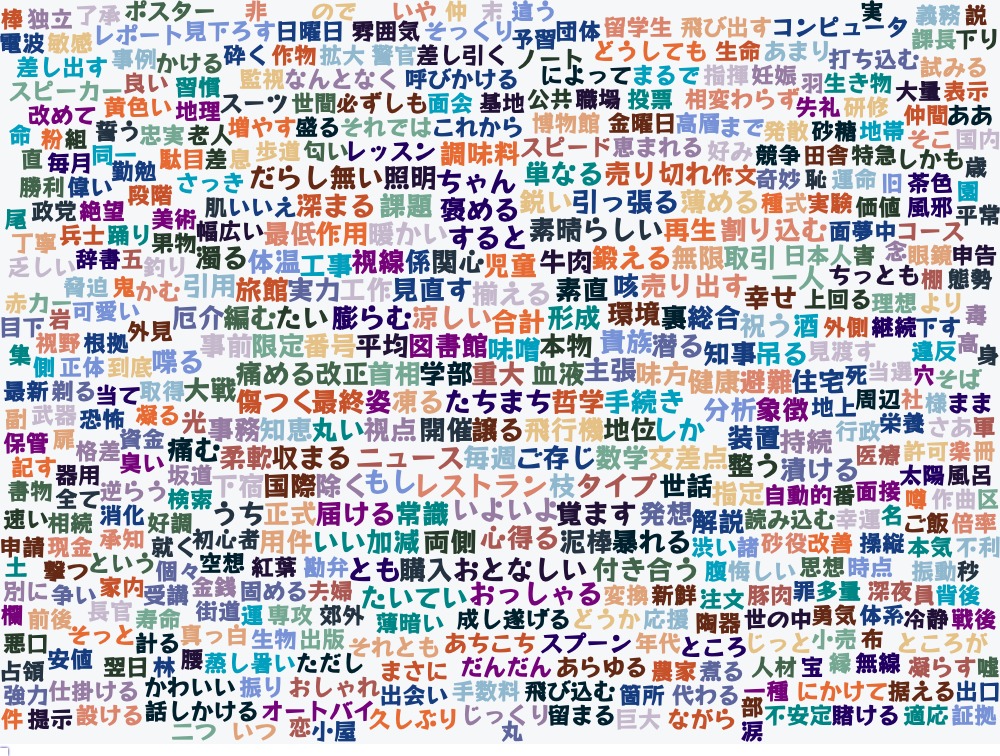 棒 独立 了承 ポスター 非 ので いや 仲 末 違う 実 義務 説
電波 敏感 レポート 見下ろす 日曜日 雰囲気 そっくり 予習 団体 留学生 飛び出す コンピュータ 課長 下り
差し出す 事例 かける 砕く 作物 拡大 警官 差し引く ノート どうしても 生命 あまり 打ち込む 試みる
スピーカー 良い 習慣 監視 なんとなく 呼びかける によって まるで 指揮 妊娠 羽 生き物 大量 表示
改めて 黄色い 地理 スーツ 世間 必ずしも 面会 基地 公共 職場 投票 相変わらず 失礼 研修 仲間 ああ
命 粉 組 誓う 忠実 老人 増やす 盛る それでは これから 博物館 金曜日 高層 まで 発散 砂糖 地帯 そこ 国内
直 毎月 同一 勤勉 駄目 差 息 歩道 匂い レッスン 調味料 スピード 恵まれる 好み 競争 田舎 特急 しかも 歳
勝利 偉い 段階 さっき だらし無い 照明 ちゃん 単なる 売り切れ 作文 奇妙 恥 運命 旧 茶色 園
尾 政党 絶望 美術 肌 いいえ 深まる 課題 褒める 鋭い 引っ張る 薄める 種 式 実験 価値 風邪 平常
丁寧 兵士 踊り 果物 幅広い 最低 作用 暖かい すると 素晴らしい 再生 割り込む 面 夢中 コース
乏しい 辞書 五 釣り 濁る 体温 工事 視線 係 関心 児童 牛肉 鍛える 無限 取引 日本人 書 念 眼鏡 申告
脅迫 鬼 かむ 引用 旅館 実力 工作 見直す 揃える 素直 咳 売り出す 一人 ちっとも 棚 態勢
赤 カー 可愛い 幸せ 上回る 理想 より 毒
目下 岩 外見 厄介 編む たい 膨らむ 涼しい 合計 形成 環境 裏 総合 祝う 酒 外側 継続 下す
視野 根拠 事前 限定 番号 平均 図書館 味噌 本物 貴族 潜る 知事 吊る 見渡す 違反 高 身
集 側 正体 到底 喋る 痛める 改正 首相 学部 重大 血液 主張 味方 健康 避難 住宅 死 当選 穴 そば
最新 剃る 当て 取得 大戦 傷つく 最終 姿 凍る たちまち 哲学 手続き 分析 象徴 地上 周辺 社 様 まま
副 武器 恐怖 凝る 光 事務 知恵 丸い 視点 開催 譲る 飛行機 地位 しか 装置 持続 行政 栄養 さあ 軍
保管 扉 格差 資金 臭い 痛む 柔軟 収まる ニュース 毎週 ご存じ 数学 交差点 整う 漬ける 医療 許可 楽 冊
記す 器用 坂道 下宿 国際 除く もし レストラン 枝 タイプ 世話 指定 自動的 番 面接 太陽 風呂
書物 全て 逆らう 検索 噂 作曲 区
速い 相続 消化 好調 うち 正式 届ける 常識 いよいよ 覚ます 発想 解説 読み込む 幸運 名 ご飯 倍率
申請 現金 承知 就く 初心者 用件 いい加減 両側 心得る 泥棒 暴れる 渋い 諸 砂 役 改善 操縦 本気 不利
土 撃つ という 個々 空想 紅葉 勘弁 とも 購入 おとなしい 付き合う 腹 悔しい 思想 時点 振動 秒
別に 争い 家内 受講 金銭 固める 夫婦 たいてい おっしゃる 変換 新鮮 注文 豚肉 罪 多量 深夜 員 背後
欄 前後 長官 寿命 街道 運 専攻 郊外 薄暗い 成し遂げる どうか 応援 陶器 世の中 勇気 体系 冷静 戦後
悪口 そっと 計る 真っ白 生物 出版 それとも あちこち スプーン 年代 ところ じっと 小売 布 ところが
占領 安値 翌日 林 腰 蒸し暑い ただし まさに だんだん あらゆる 農家 煮る 人材 宝 縁 無線 凝らす 嘘
強力 仕掛ける かわいい 振り おしゃれ 出会い 手数料 飛び込む 箇所 代わる 一種 にかけて 据える 出口
件 提示 設ける 話しかける オートバイ 久しぶり じっくり 留まる 巨大 ながら 部 不安定 賭ける 適応 証拠
二つ いつ 恋 小屋 丸 涙